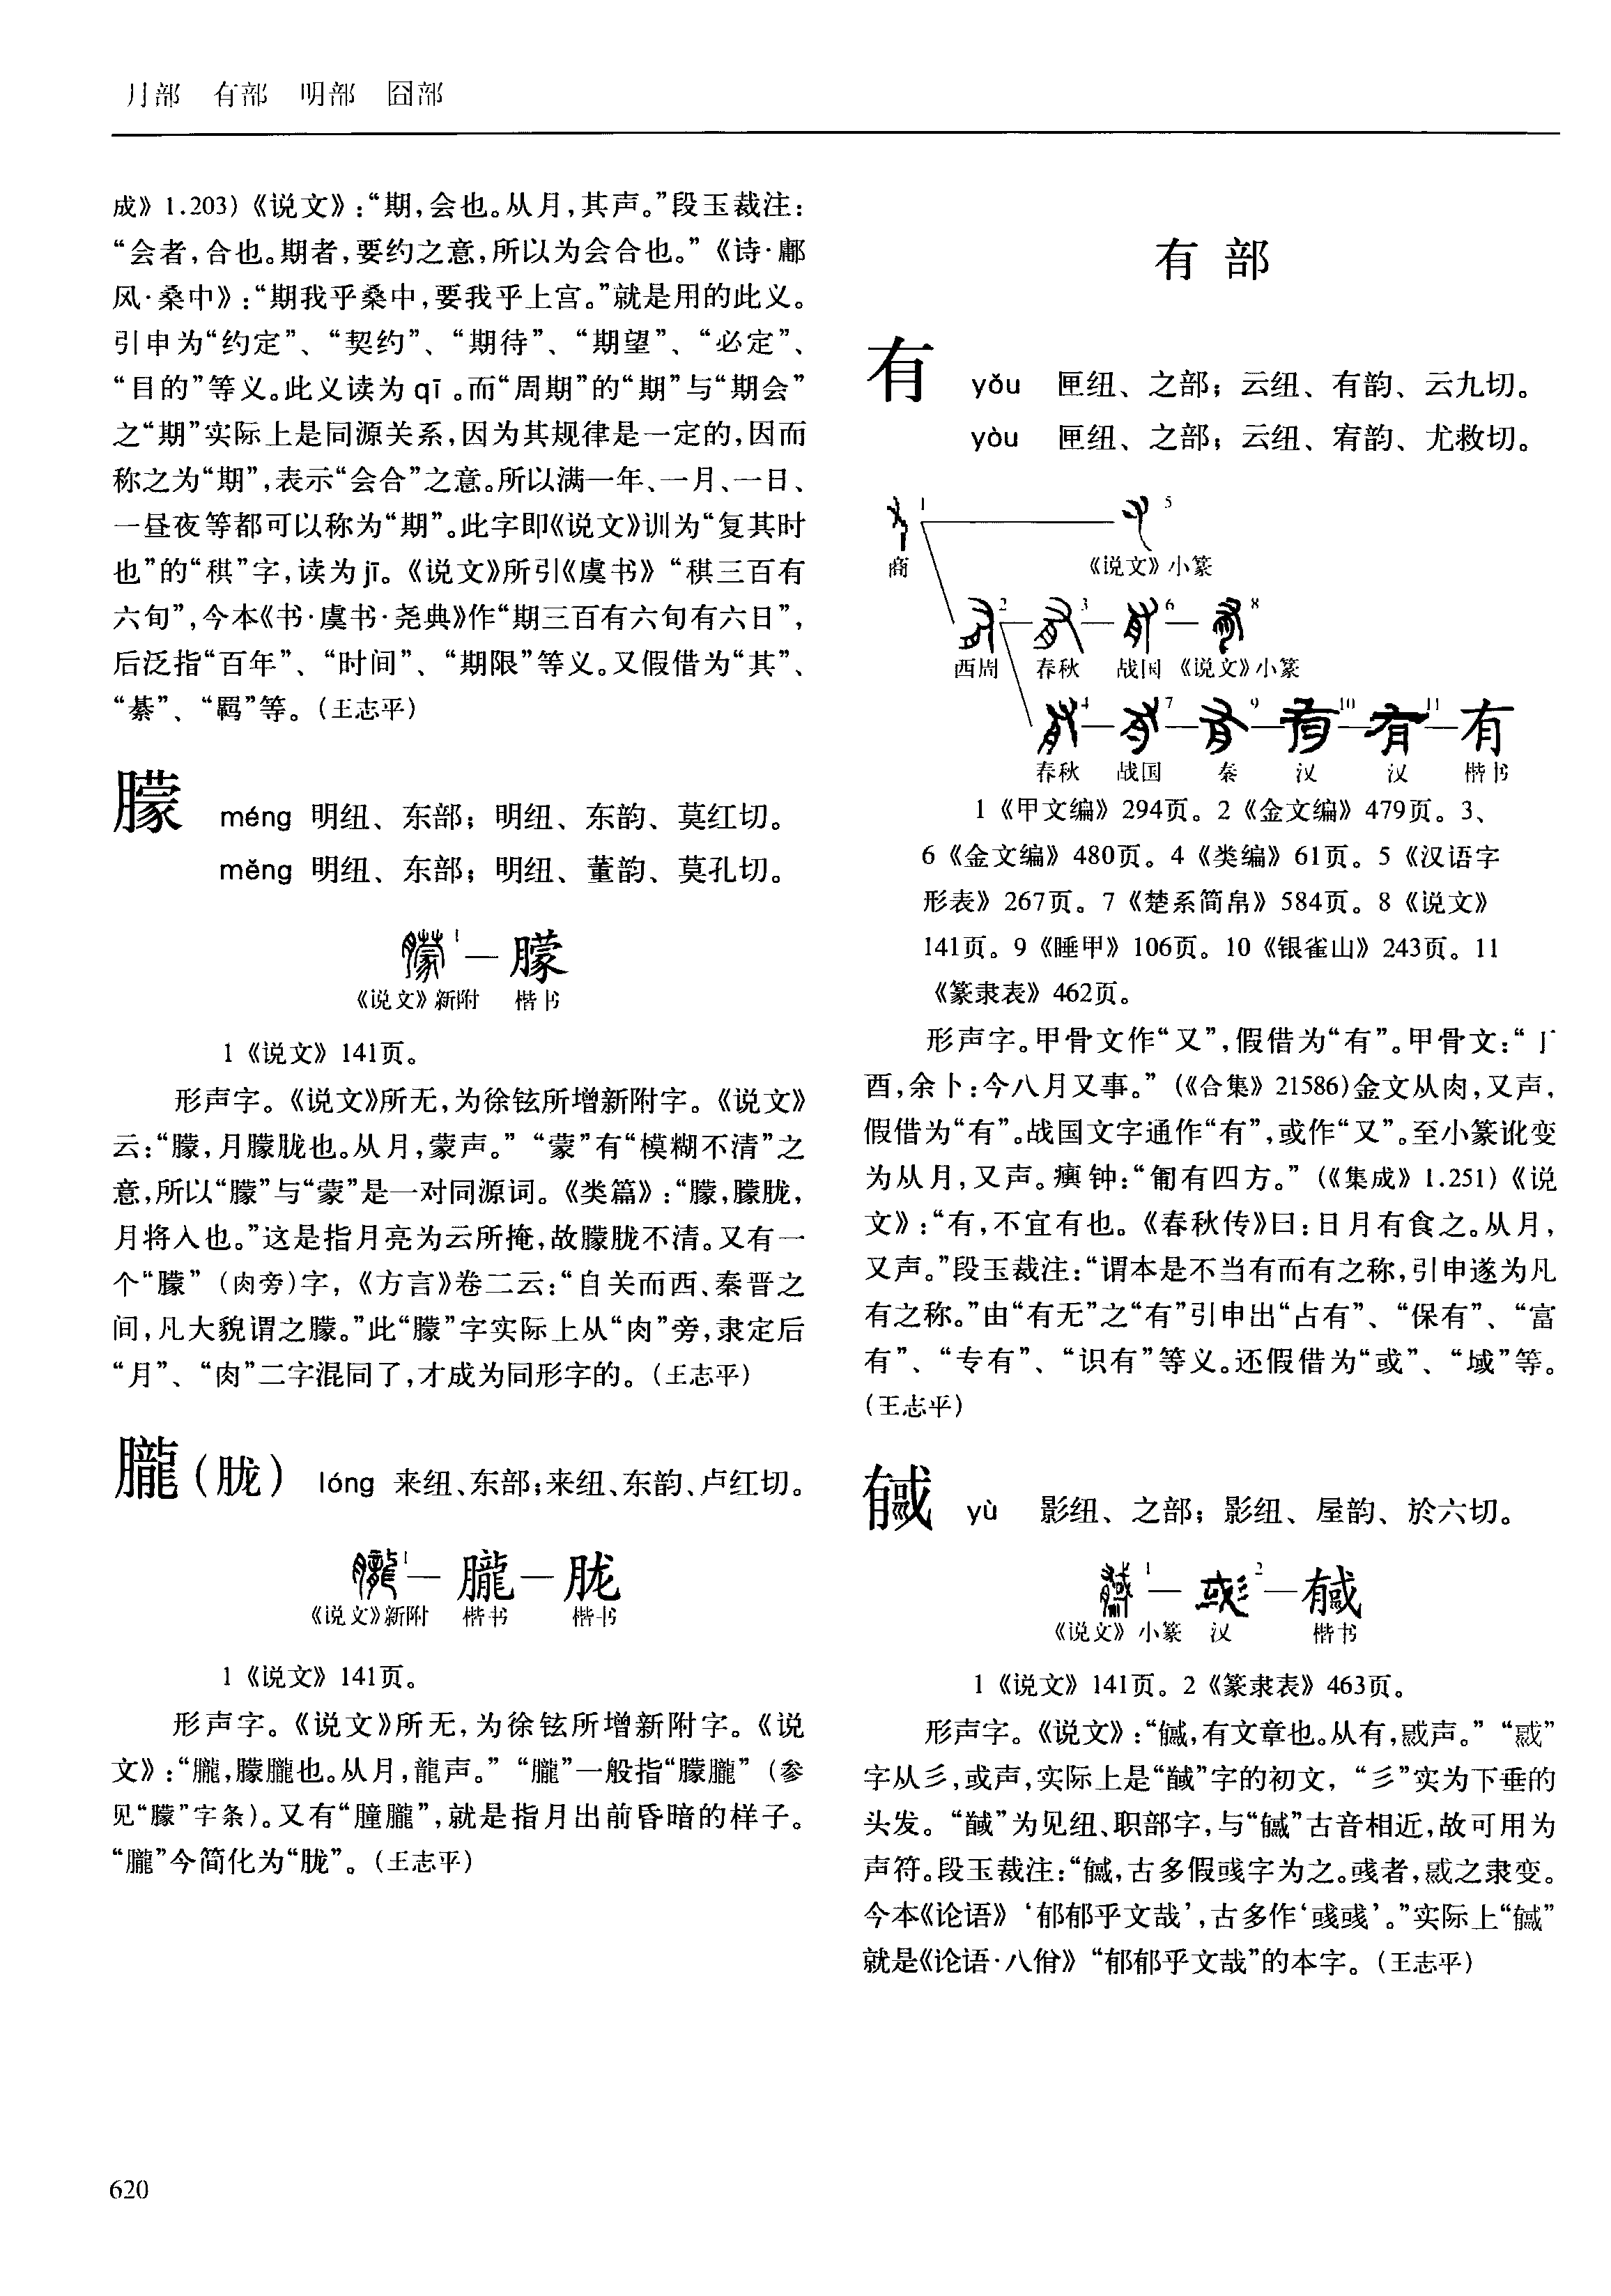 月部　有部　明部　囧部
成》1.203)《说文》:“期,会也。从月,其声。”段玉裁注:
“会者,合也。期者,要约之意,所以为会合也。”《诗·鄘
风·桑中》:“期我乎桑中,要我乎上宫。”就是用的此义。
引申为“约定”、“契约”、“期待”、“期望”、“必定”、
“目的”等义。此义读为 qī 。而“周期”的“期”与“期会”
之“期”实际上是同源关系,因为其规律是一定的,因而
称之为“期”,表示“会合”之意。所以满一年、一月、一日、
一昼夜等都可以称为“期”。此字即《说文》训为“复其时
也”的“稘”字,读为 jī。《说文》所引《虞书》“稘三百有
六旬”,今本《书·虞书·尧典》作“期三百有六旬有六日”,
后泛指“百年”、“时间”、“期限”等义。又假借为“其”、
“綦”、“羁”等。(王志平)
朦　méng 明纽、东部；明纽、东韵、莫红切。
měng 明纽、东部；明纽、董韵、莫孔切。
1 — 朦
《说文》新附　楷书
1《说文》141页。
形声字。《说文》所无,为徐铉所增新附字。《说文》
云:“朦,月朦胧也。从月,蒙声。”“蒙”有“模糊不清”之
意,所以“朦”与“蒙”是一对同源词。《类篇》:“朦,朦胧,
月将入也。”这是指月亮为云所掩,故朦胧不清。又有一
个“朦”(肉旁)字,《方言》卷二云:“自关而西、秦晋之
间,凡大貌谓之朦。”此“朦”字实际上从“肉”旁,隶定后
“月”、“肉”二字混同了,才成为同形字的。(王志平)
朧(胧)　lóng 来纽、东部;来纽、东韵、卢红切。
1 — 朧 — 胧
《说文》新附　楷书　楷书
1《说文》141页。
形声字。《说文》所无,为徐铉所增新附字。《说
文》:“朧,朦朧也。从月,龍声。”“朧”一般指“朦朧”(参
见“朦”字条)。又有“朣朧”,就是指月出前昏暗的样子。
“朧”今简化为“胧”。(王志平)
有部
有　yǒu　匣纽、之部；云纽、有韵、云九切。
yòu　匣纽、之部；云纽、宥韵、尤救切。
1 — 5
商　《说文》小篆
2 — 3 — 6 — 8
西周　春秋　战国　《说文》小篆
4 — 7 — 9 — 10 — 11 — 有
春秋　战国　秦　汉　汉　楷书
1《甲文编》294页。2《金文编》479页。3、
6《金文编》480页。4《类编》61页。5《汉语字
形表》267页。7《楚系简帛》584页。8《说文》
141页。9《睡甲》106页。10《银雀山》243页。11
《篆隶表》462页。
形声字。甲骨文作“又”,假借为“有”。甲骨文:“丁
酉,余卜:今八月又事。”(《合集》21586)金文从肉,又声,
假借为“有”。战国文字通作“有”,或作“又”。至小篆讹变
为从月,又声。𤼈钟:“匍有四方。”(《集成》1.251)《说
文》:“有,不宜有也。《春秋传》曰:日月有食之。从月,
又声。”段玉裁注:“谓本是不当有而有之称,引申遂为凡
有之称。”由“有无”之“有”引申出“占有”、“保有”、“富
有”、“专有”、“识有”等义。还假借为“或”、“域”等。
(王志平)
䫻　yù　影纽、之部；影纽、屋韵、於六切。
1 — 2 — 
《说文》小篆　汉　楷书
1《说文》141页。2《篆隶表》463页。
形声字。《说文》:“,有文章也。从有,声。”“”
字从彡,或声,实际上是“馘”字的初文,“彡”实为下垂的
头发。“馘”为见纽、职部字,与“”古音相近,故可用为
声符。段玉裁注:“,古多假彧字为之。彧者,之隶变。
今本《论语》‘郁郁乎文哉’,古多作‘彧彧’。”实际上“”
就是《论语·八佾》“郁郁乎文哉”的本字。(王志平)
620